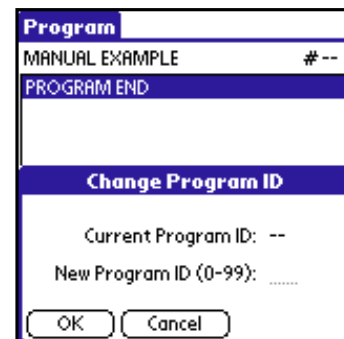 Program
MANUAL EXAMPLE #--
PROGRAM END
Change Program ID
Current Program ID: --
New Program ID (0-99): ......
OK Cancel